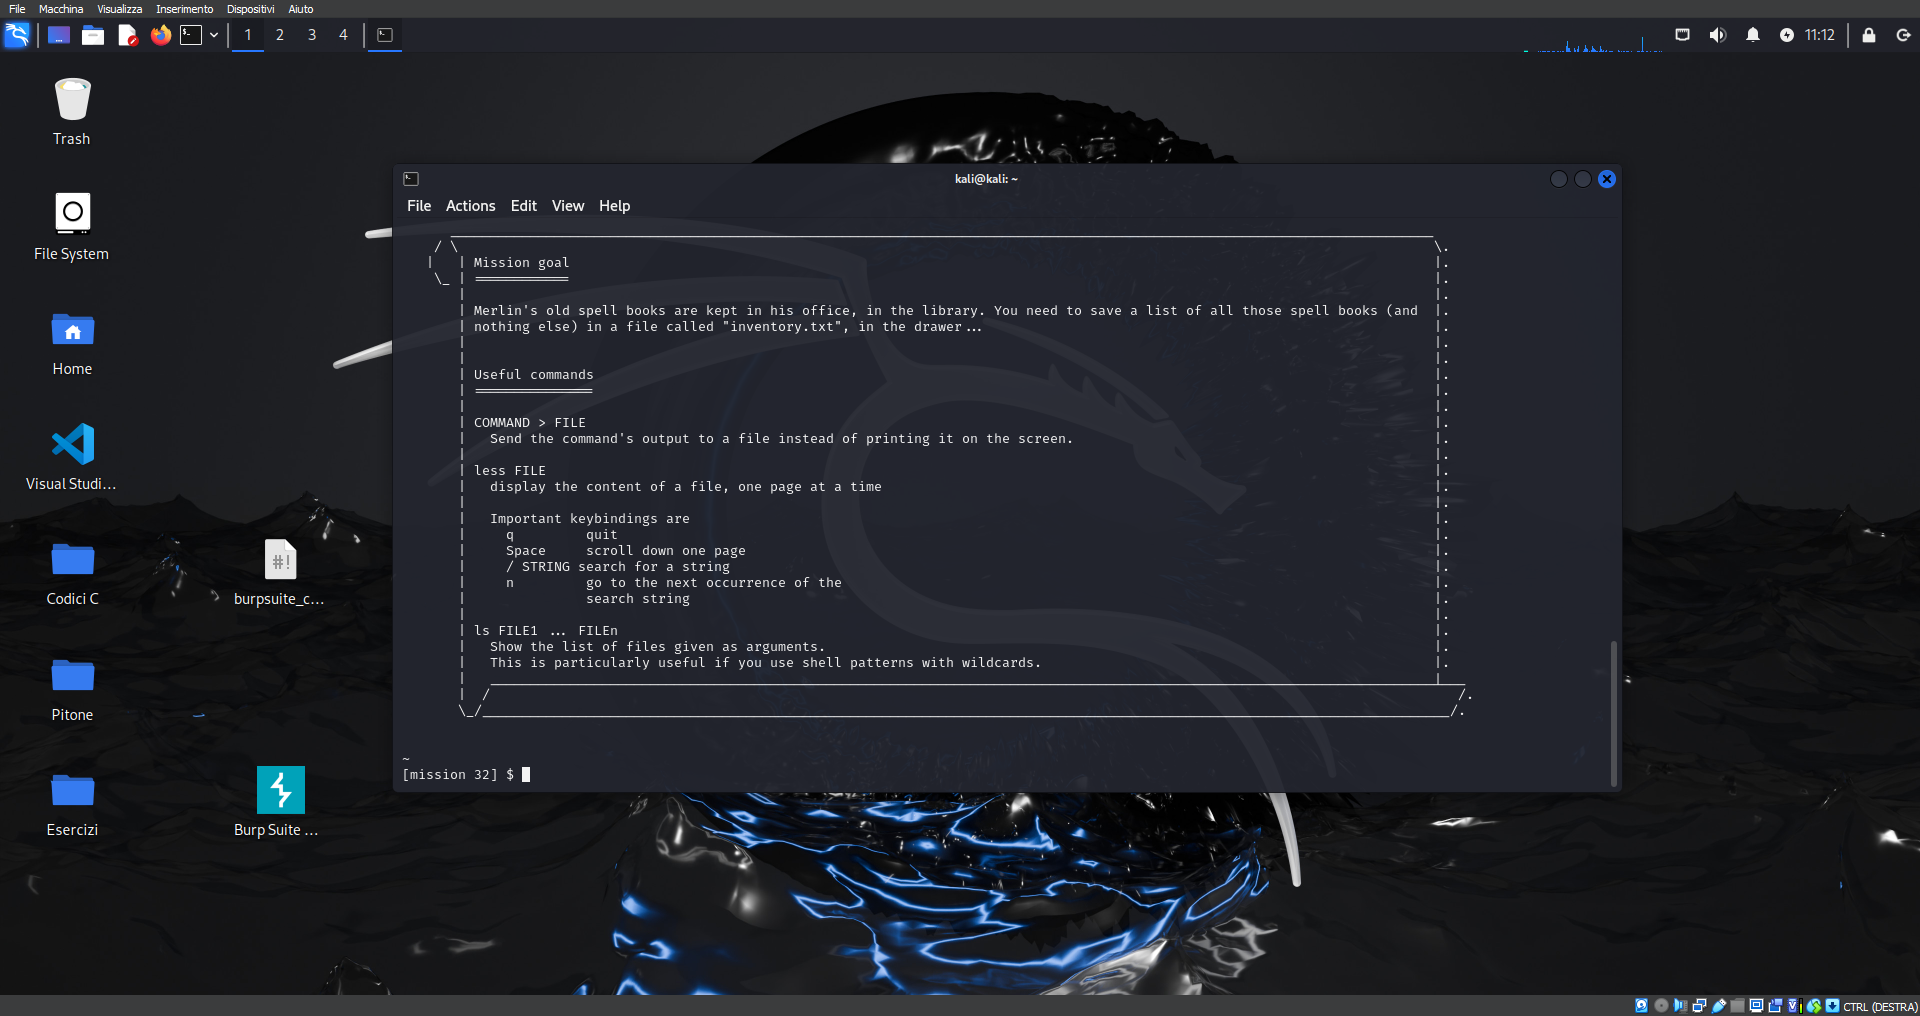 File Macchina Visualizza Inserimento Dispositivi Aiuto
1 2 3 4 11:12
Trash
File System
Home
Visual Studi...
Codici C
burpsuite_c...
Pitone
Esercizi
Burp Suite ...
kali@kali: ~
File Actions Edit View Help
Mission goal
============
Merlin's old spell books are kept in his office, in the library. You need to save a list of all those spell books (and
nothing else) in a file called "inventory.txt", in the drawer...
Useful commands
===============
COMMAND > FILE
Send the command's output to a file instead of printing it on the screen.
less FILE
display the content of a file, one page at a time
Important keybindings are
q quit
Space scroll down one page
/ STRING search for a string
n go to the next occurrence of the
search string
ls FILE1 ... FILEn
Show the list of files given as arguments.
This is particularly useful if you use shell patterns with wildcards.
~
[mission 32] $
CTRL (DESTRA)